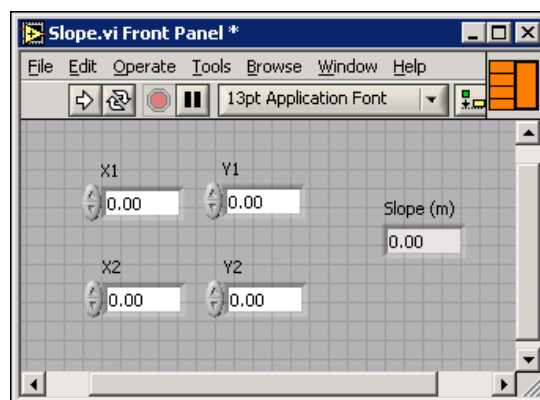 Slope.vi Front Panel *
File Edit Operate Tools Browse Window Help
13pt Application Font
X1 Y1
0.00 0.00
Slope (m)
0.00
X2 Y2
0.00 0.00